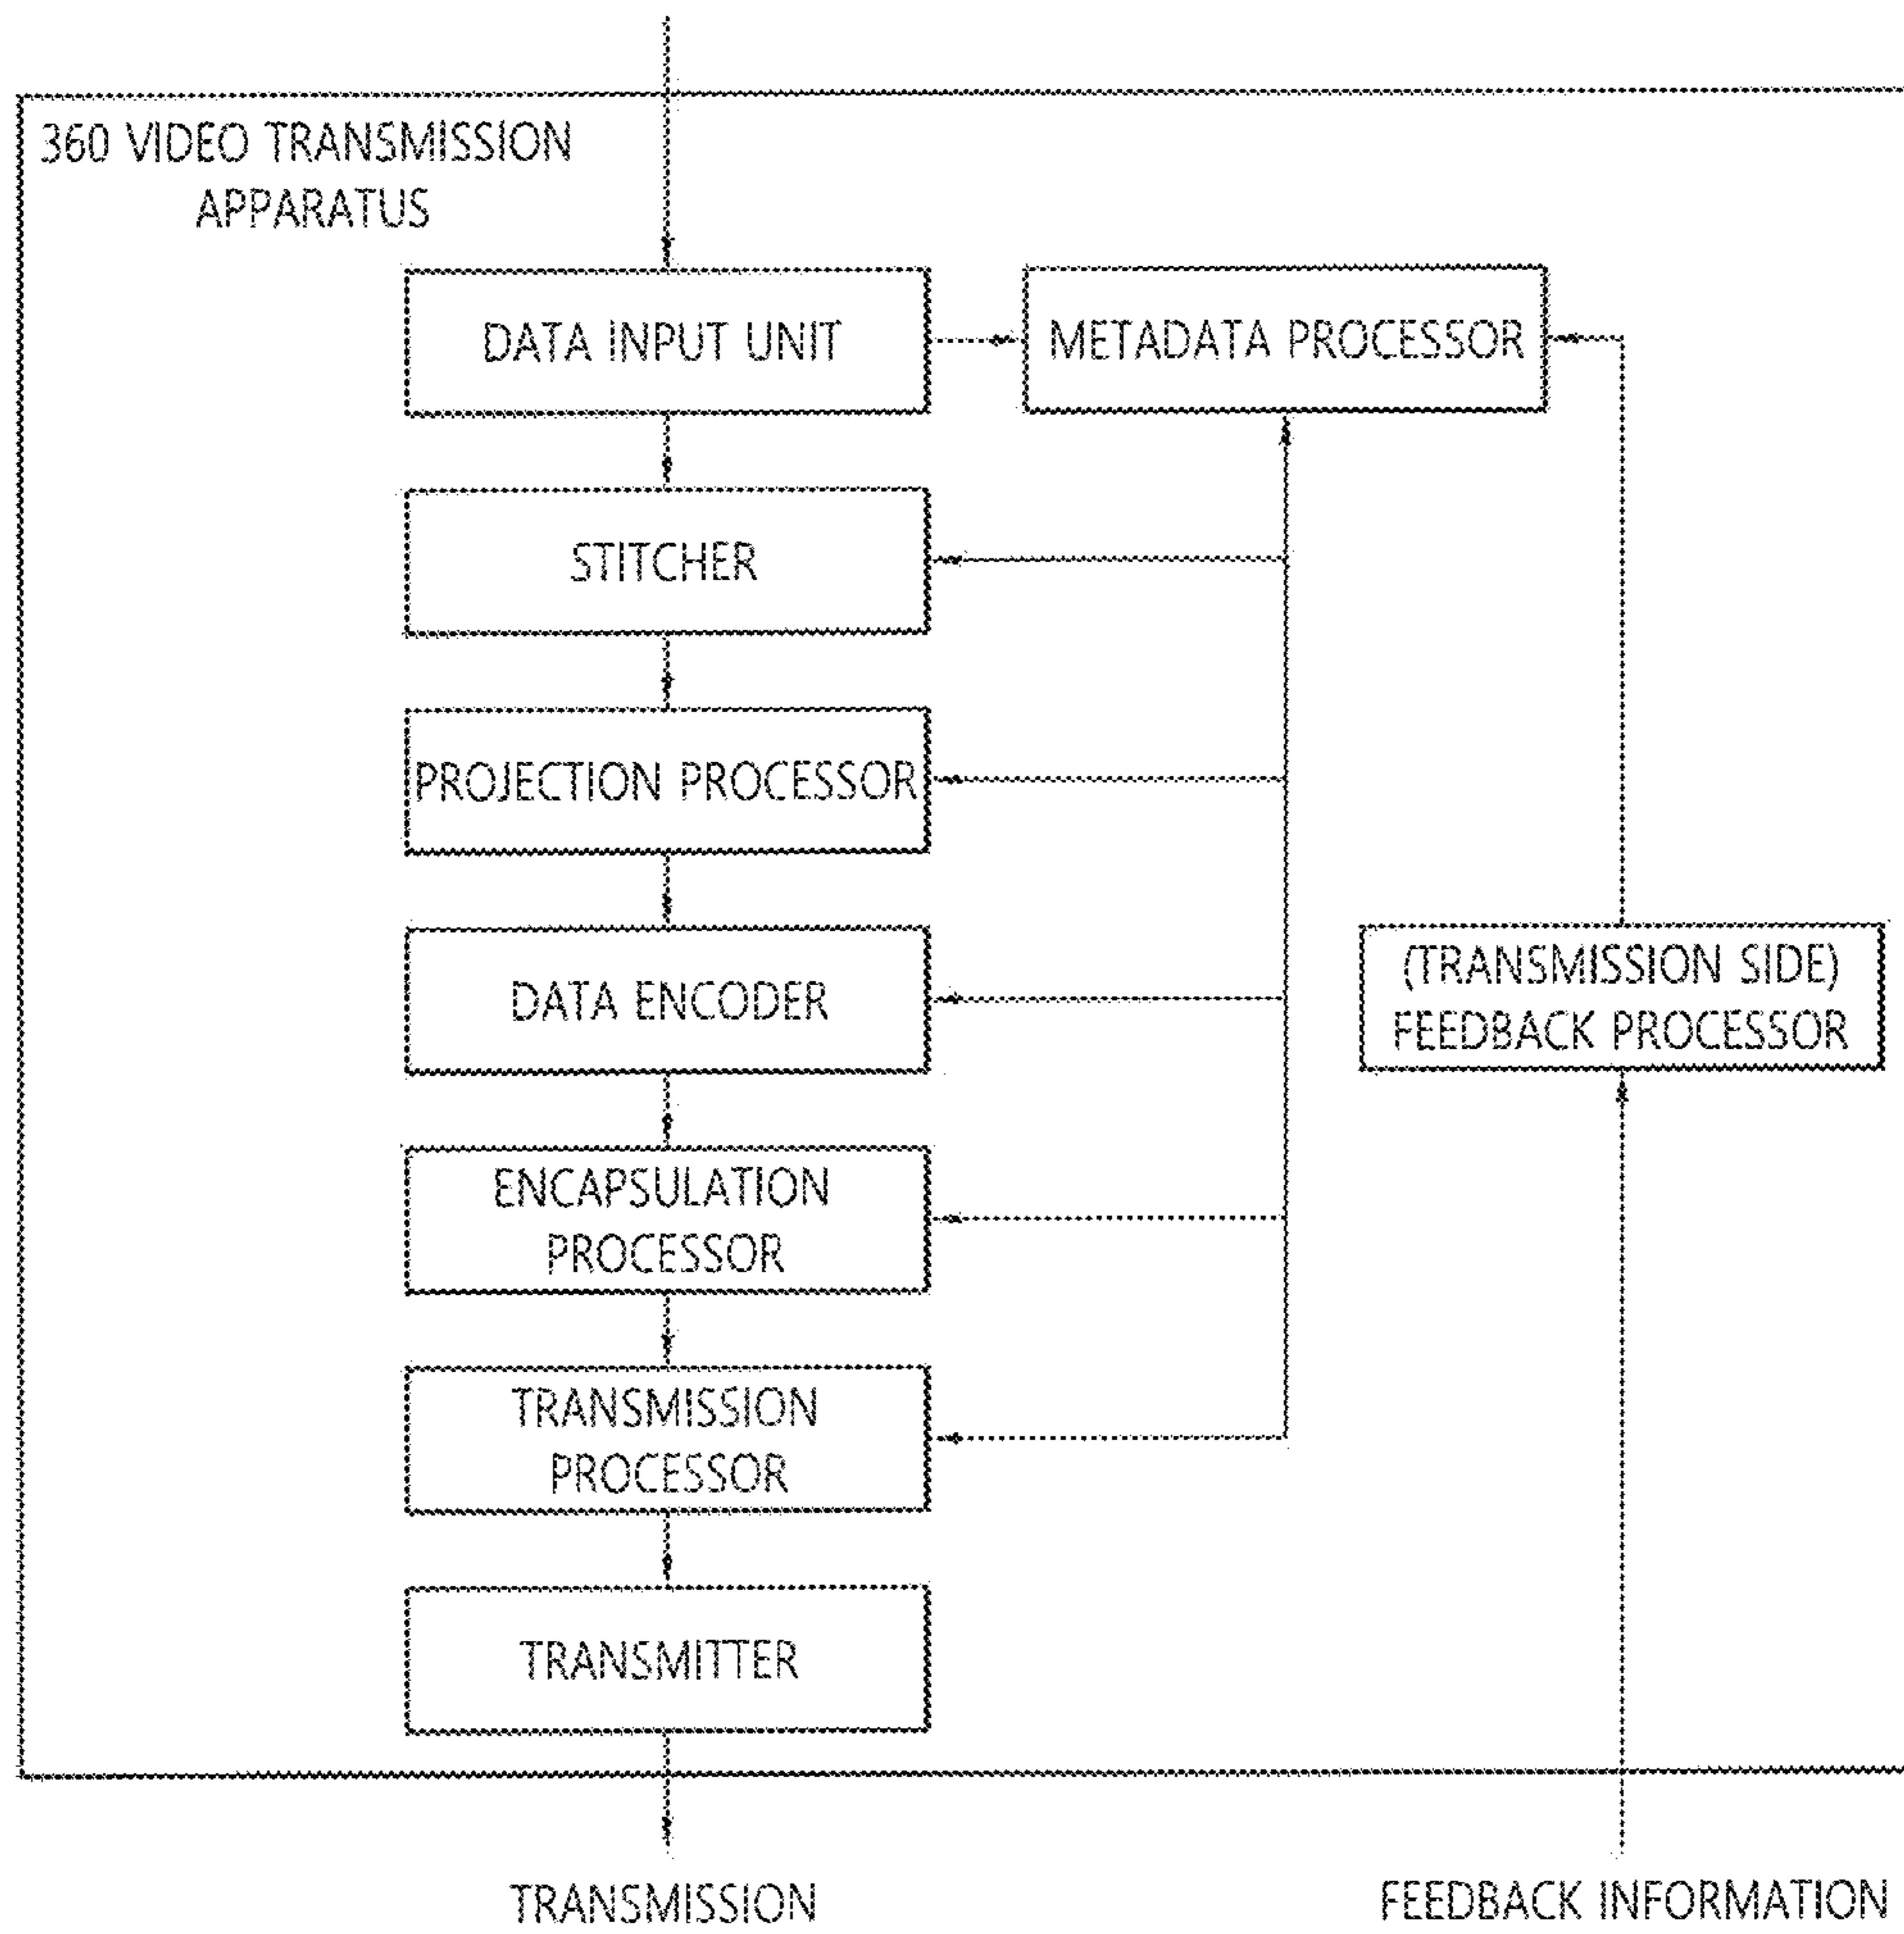 360 VIDEO TRANSMISSION
APPARATUS
DATA INPUT UNIT
METADATA PROCESSOR
STITCHER
PROJECTION PROCESSOR
DATA ENCODER
(TRANSMISSION SIDE)
FEEDBACK PROCESSOR
ENCAPSULATION
PROCESSOR
TRANSMISSION
PROCESSOR
TRANSMITTER
TRANSMISSION
FEEDBACK INFORMATION